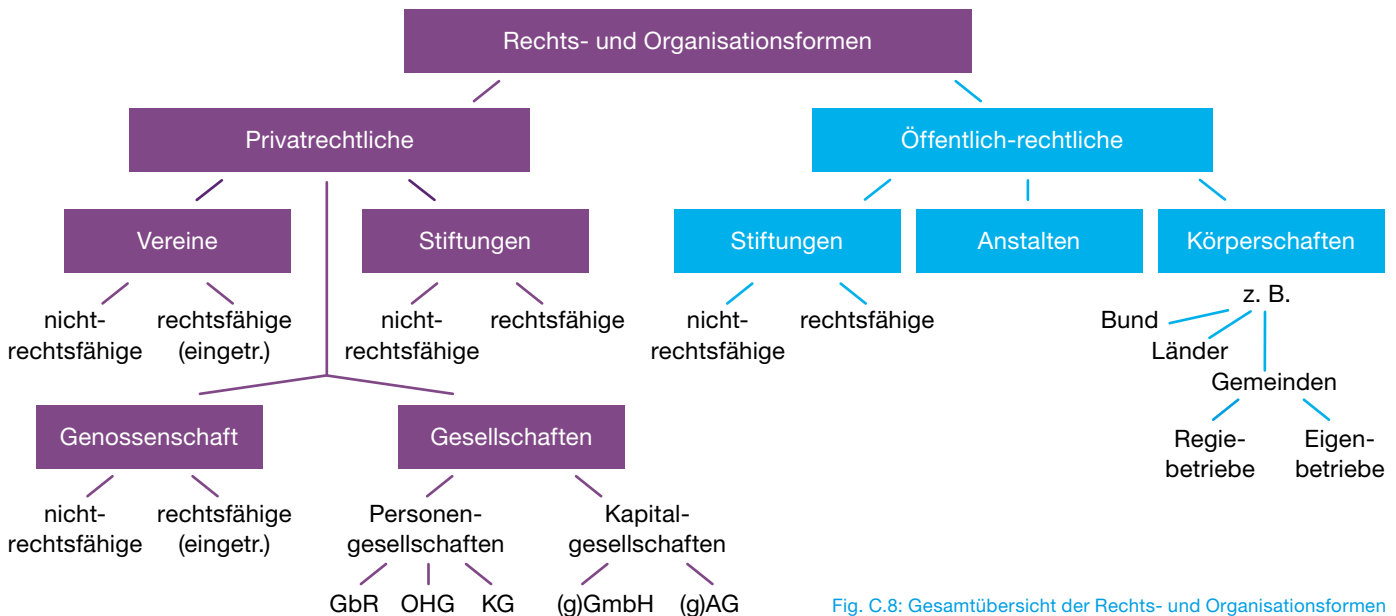 Rechts- und Organisationsformen
Privatrechtliche
Öffentlich-rechtliche
Vereine
Stiftungen
Stiftungen
Anstalten
Körperschaften
nicht-
rechtsfähige
rechtsfähige
(eingetr.)
nicht-
rechtsfähige
rechtsfähige
nicht-
rechtsfähige
rechtsfähige
z. B.
Bund
Länder
Gemeinden
Regie-
betriebe
Eigen-
betriebe
Genossenschaft
Gesellschaften
nicht-
rechtsfähige
rechtsfähige
(eingetr.)
Personen-
gesellschaften
Kapital-
gesellschaften
GbR
OHG
KG
(g)GmbH
(g)AG
Fig. C.8: Gesamtübersicht der Rechts- und Organisationsformen